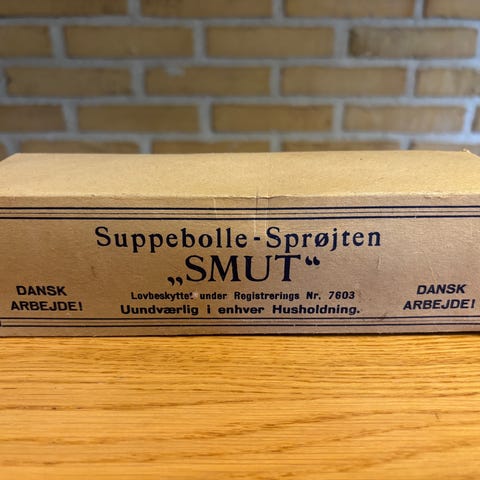 Suppebolle-Sprøjten
„SMUT“
Lovbeskyttet under Registrerings Nr. 7603
Uundværlig i enhver Husholdning.
DANSK
ARBEJDE!
DANSK
ARBEJDE!